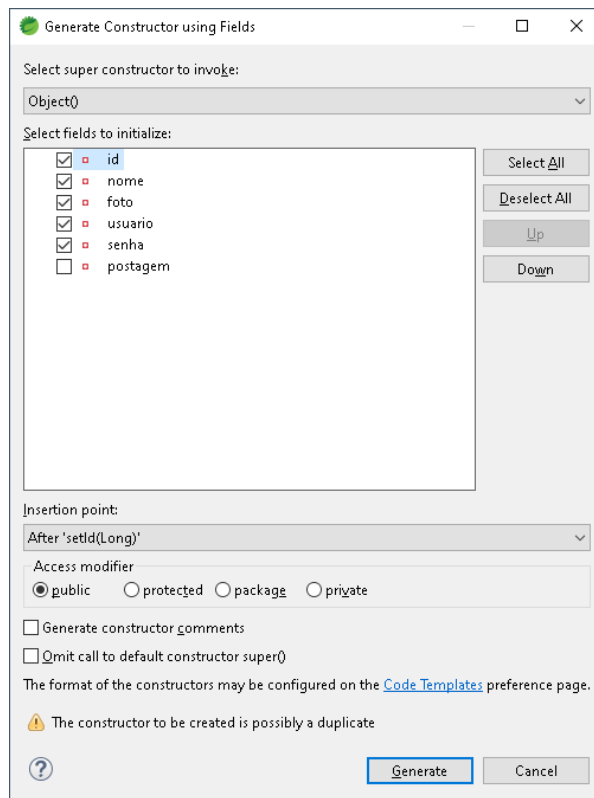 Generate Constructor using Fields
Select super constructor to invoke:
Object()
Select fields to initialize:
id
nome
foto
usuario
senha
postagem
Select All
Deselect All
Up
Down
Insertion point:
After 'setId(Long)'
Access modifier
public protected package private
Generate constructor comments
Omit call to default constructor super()
The format of the constructors may be configured on the Code Templates preference page.
The constructor to be created is possibly a duplicate
Generate Cancel